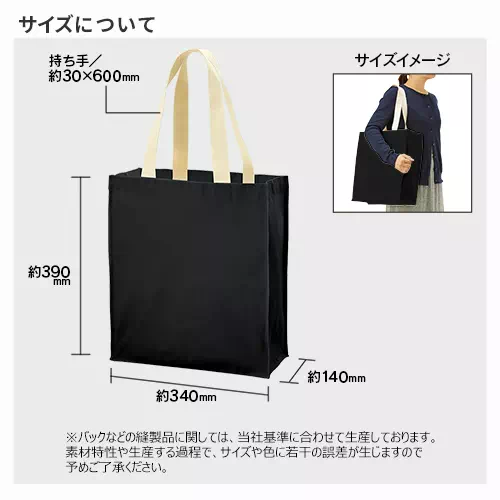 サイズについて
持ち手／
約30×600mm
サイズイメージ
約390
mm
約140mm
約340mm
※バックなどの縫製品に関しては、当社基準に合わせて生産しております。
素材特性や生産する過程で、サイズや色に若干の誤差が生じますので
予めご了承ください。